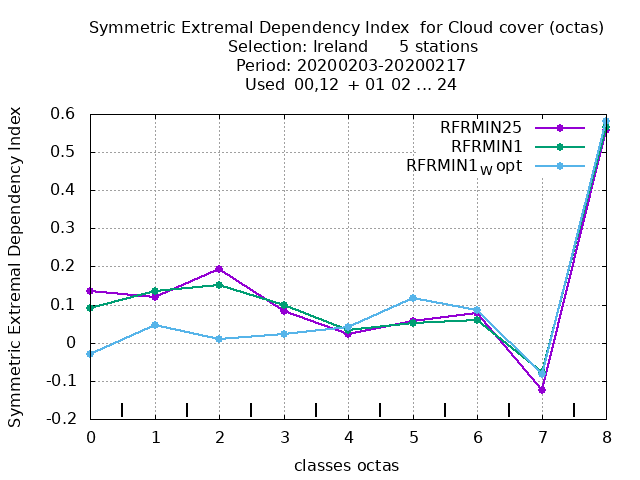 Symmetric Extremal Dependency Index for Cloud cover (octas)
Selection: Ireland 5 stations
Period: 20200203-20200217
Used 00,12 + 01 02 ... 24
Symmetric Extremal Dependency Index
0.6
0.5
0.4
0.3
0.2
0.1
0
-0.1
-0.2
RFRMIN25
RFRMIN1
RFRMIN1W opt
0 1 2 3 4 5 6 7 8
classes octas